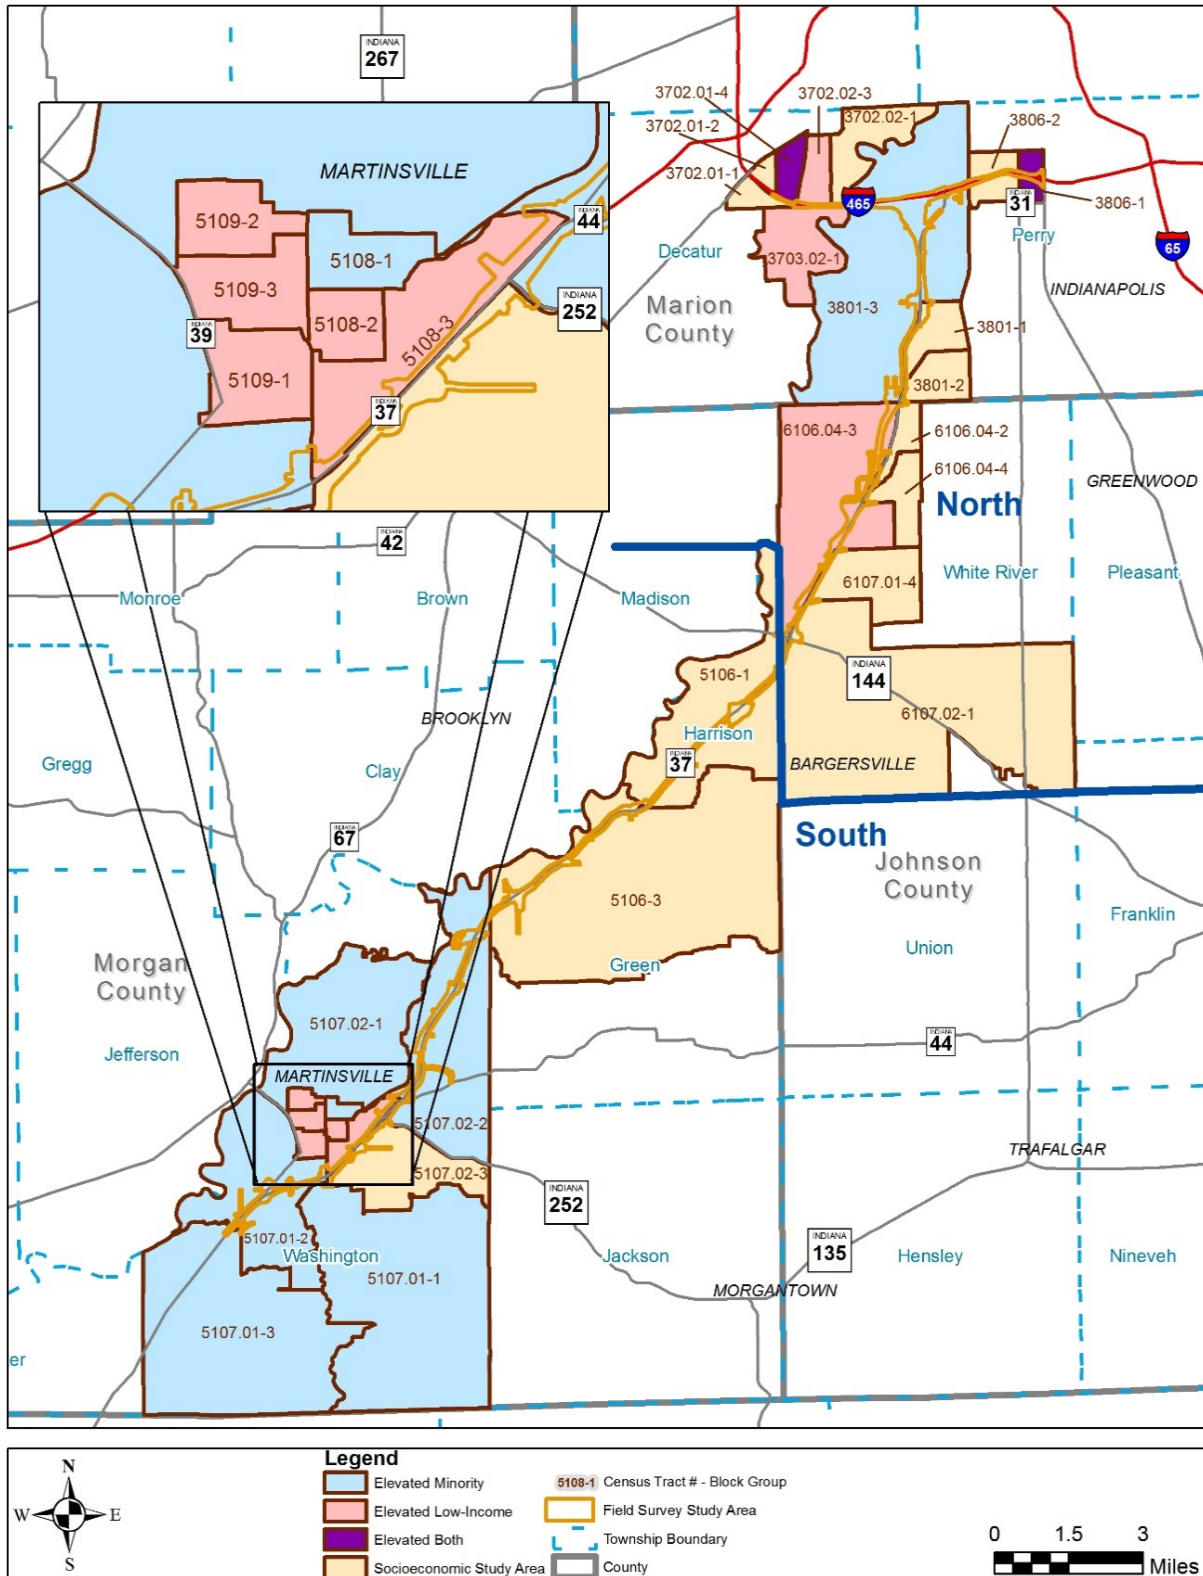 INDIANA
267
MARTINSVILLE
5109-2
5108-1
5109-3
5108-2
5108-3
5109-1
INDIANA
39
INDIANA
37
INDIANA
44
INDIANA
252
3702.01-4
3702.02-3
3702.01-2
3702.02-1
3702.01-1
3806-2
3806-1
INTERSTATE
465
INDIANA
31
Perry
INTERSTATE
65
Decatur
3703.02-1
Marion
County
3801-3
INDIANAPOLIS
3801-1
3801-2
6106.04-3
6106.04-2
6106.04-4
GREENWOOD
North
INDIANA
42
Monroe
Brown
Madison
6107.01-4
White River
Pleasant
5106-1
INDIANA
144
6107.02-1
BROOKLYN
Harrison
INDIANA
37
BARGERSVILLE
Gregg
Clay
INDIANA
67
South
Johnson
County
5106-3
Franklin
Union
Green
Morgan
County
5107.02-1
Jefferson
INDIANA
44
MARTINSVILLE
5107.02-2
TRAFALGAR
5107.02-3
INDIANA
252
5107.01-2
Washington
5107.01-1
Jackson
INDIANA
135
Hensley
Nineveh
MORGANTOWN
5107.01-3
er
N
W
E
S
Legend
Elevated Minority
Elevated Low-Income
Elevated Both
Socioeconomic Study Area
5108-1 Census Tract # - Block Group
Field Survey Study Area
Township Boundary
County
0 1.5 3
Miles